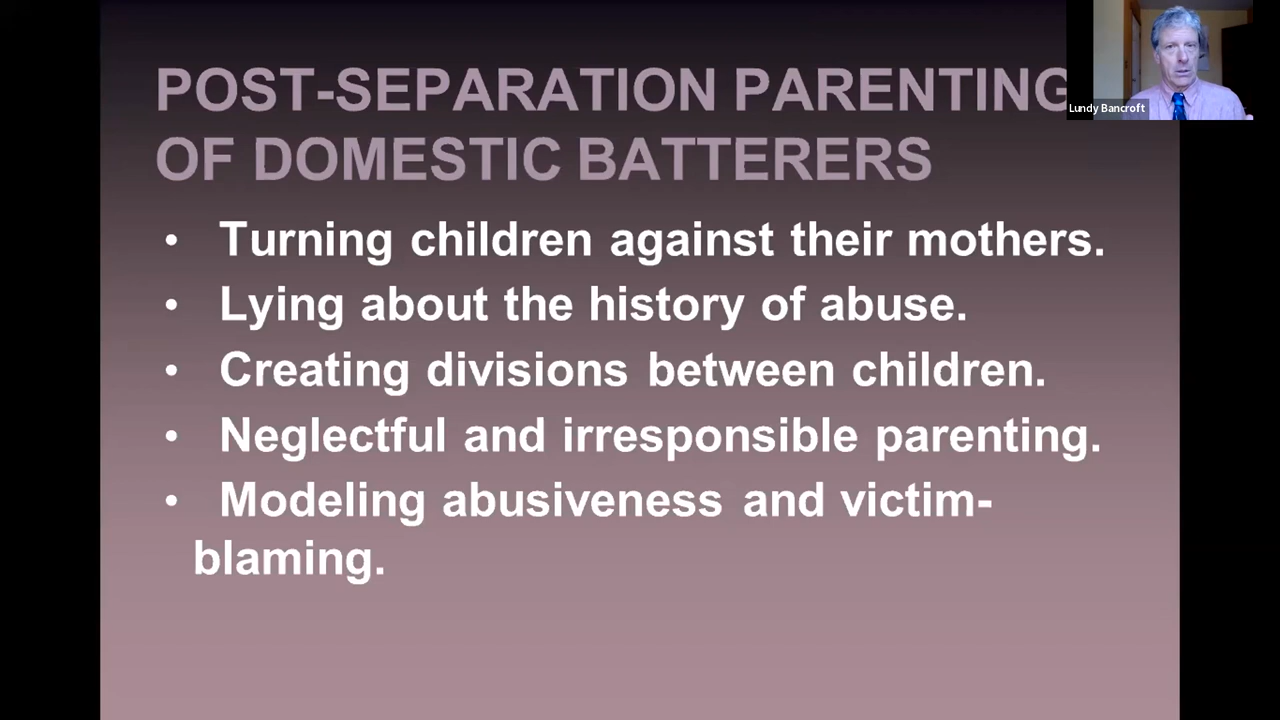 POST-SEPARATION PARENTING
OF DOMESTIC BATTERERS
Lundy Bancroft
• Turning children against their mothers.
• Lying about the history of abuse.
• Creating divisions between children.
• Neglectful and irresponsible parenting.
• Modeling abusiveness and victim-
blaming.